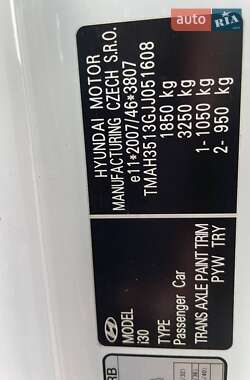 AUTO
RIA
HYUNDAI MOTOR
MANUFACTURING CZECH S.R.O.
e11*2007/46*3807
TMAH3513GJJ051608
1850 kg
3250 kg
1- 1050 kg
2- 950 kg
MODEL
I30
TYPE
Passenger Car
TRANS AXLE PAINT TRIM
PYW TRY